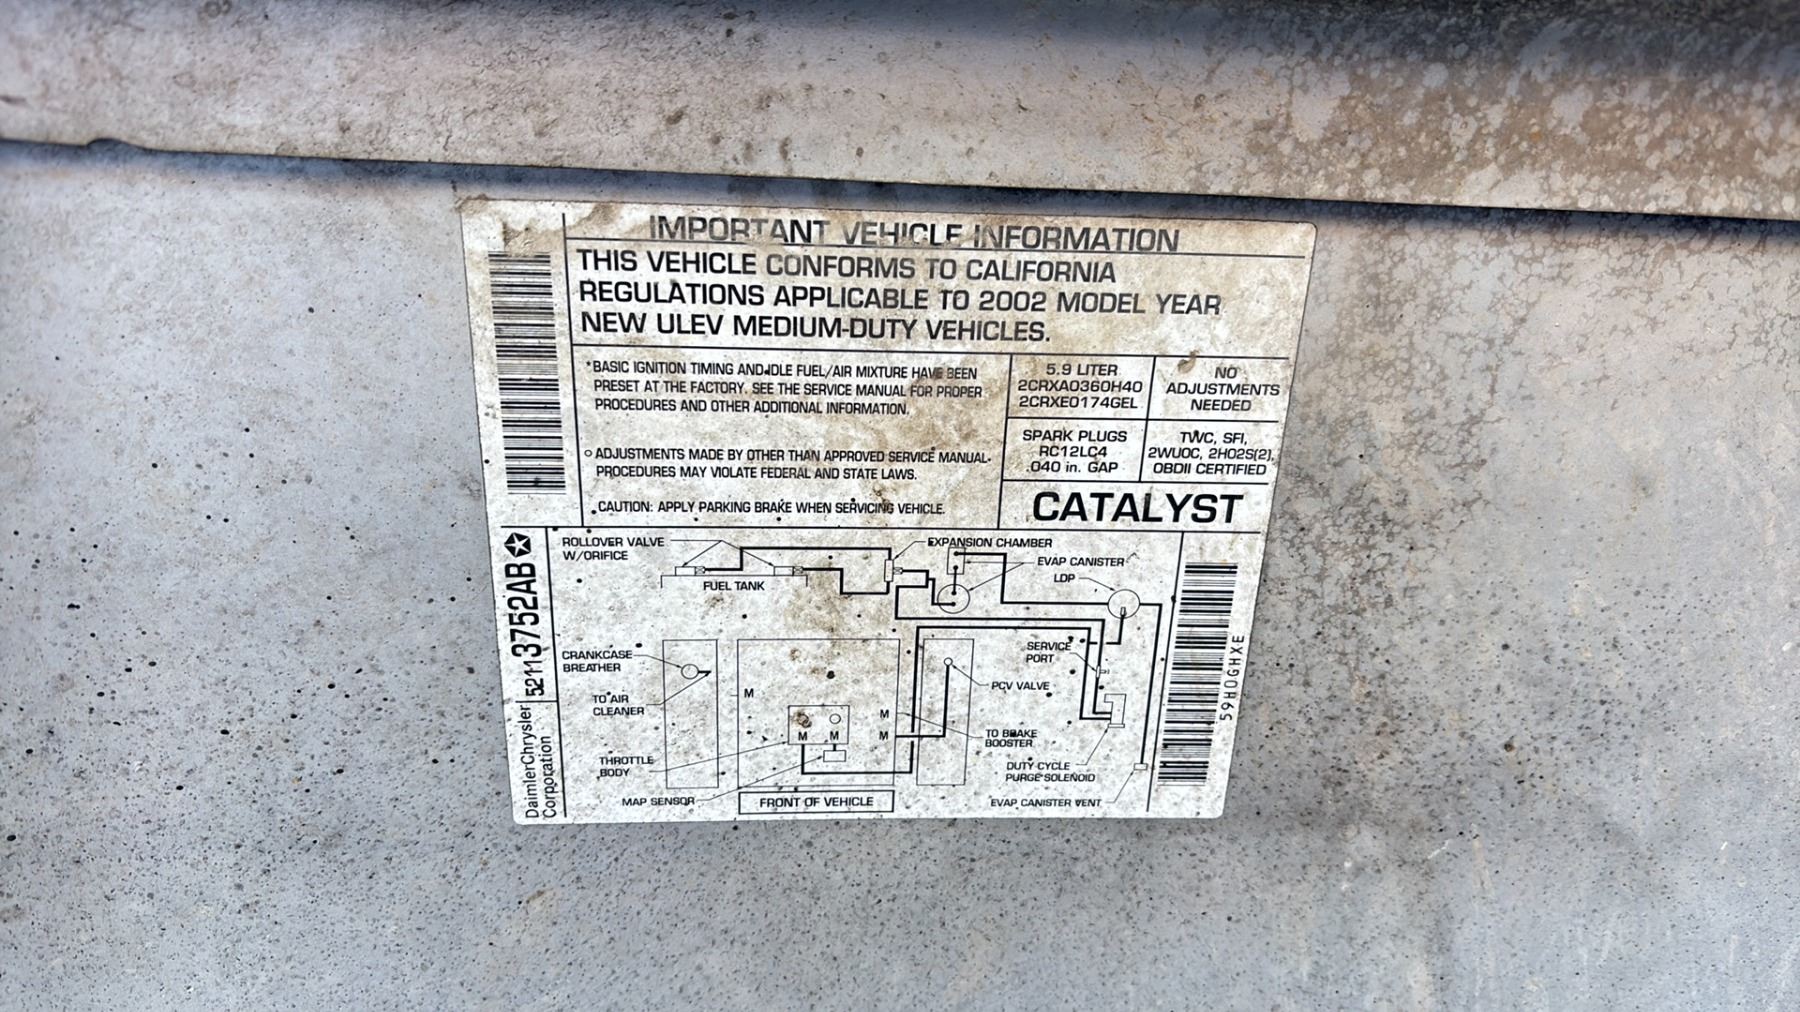 IMPORTANT VEHICLE INFORMATION
THIS VEHICLE CONFORMS TO CALIFORNIA
REGULATIONS APPLICABLE TO 2002 MODEL YEAR
NEW ULEV MEDIUM-DUTY VEHICLES.
*BASIC IGNITION TIMING AND IDLE FUEL/AIR MIXTURE HAVE BEEN
PRESET AT THE FACTORY. SEE THE SERVICE MANUAL FOR PROPER
PROCEDURES AND OTHER ADDITIONAL INFORMATION.
ADJUSTMENTS MADE BY OTHER THAN APPROVED SERVICE MANUAL
PROCEDURES MAY VIOLATE FEDERAL AND STATE LAWS.
CAUTION: APPLY PARKING BRAKE WHEN SERVICING VEHICLE.
5.9 LITER
2CRXA0360H40
2CRXE0174GEL
NO
ADJUSTMENTS
NEEDED
SPARK PLUGS
RC12LC4
.040 in. GAP
TWC, SFI,
2WUOC, 2HO2S(2),
OBDII CERTIFIED
CATALYST
ROLLOVER VALVE
W/ORIFICE
FUEL TANK
EXPANSION CHAMBER
EVAP CANISTER
LDP
CRANKCASE
BREATHER
TO AIR
CLEANER
THROTTLE
BODY
MAP SENSOR
M
M
M
M
M
FRONT OF VEHICLE
SERVICE
PORT
PCV VALVE
TO BRAKE
BOOSTER
DUTY CYCLE
PURGE SOLENOID
EVAP CANISTER VENT
52113752AB
DaimlerChrysler
Corporation
59H0GHXE